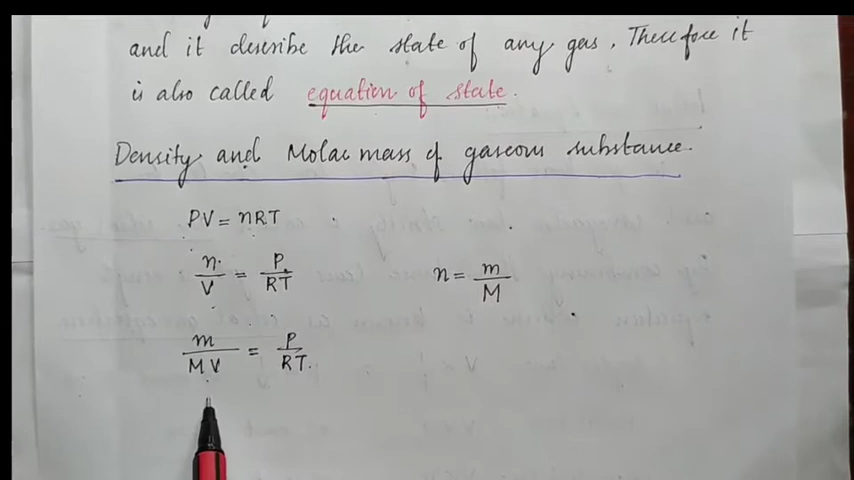 and it describe the state of any gas. Therefore it
is also called equation of state.
Density and Molar mass of gaseous substance.
PV = nRT
n/V = P/RT
n = m/M
m/MV = P/RT.